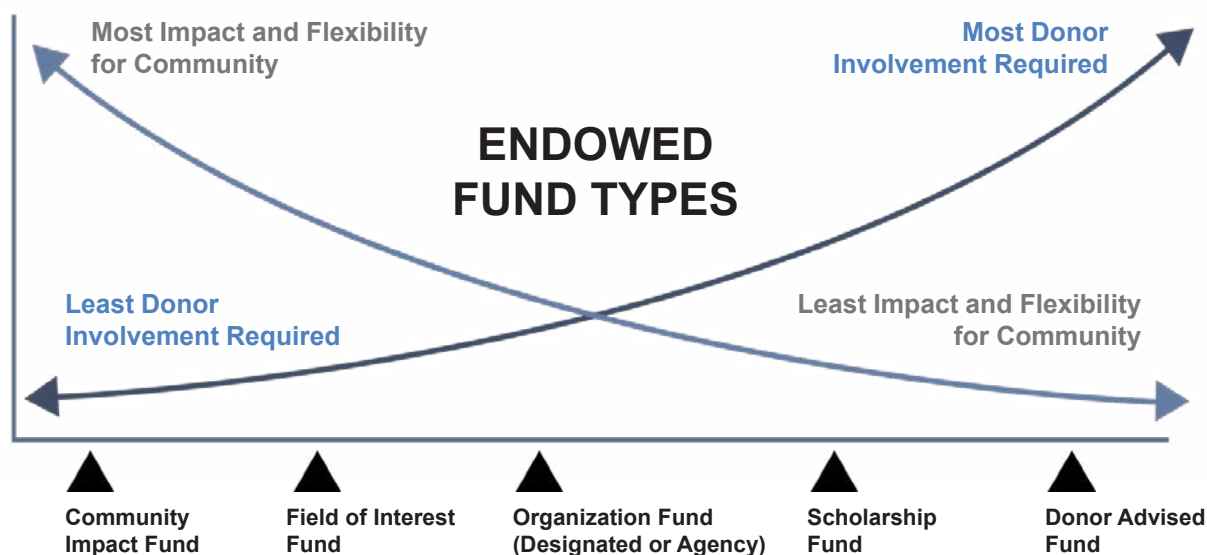 Most Impact and Flexibility
for Community
Most Donor
Involvement Required
ENDOWED
FUND TYPES
Least Donor
Involvement Required
Least Impact and Flexibility
for Community
Community
Impact Fund
Field of Interest
Fund
Organization Fund
(Designated or Agency)
Scholarship
Fund
Donor Advised
Fund